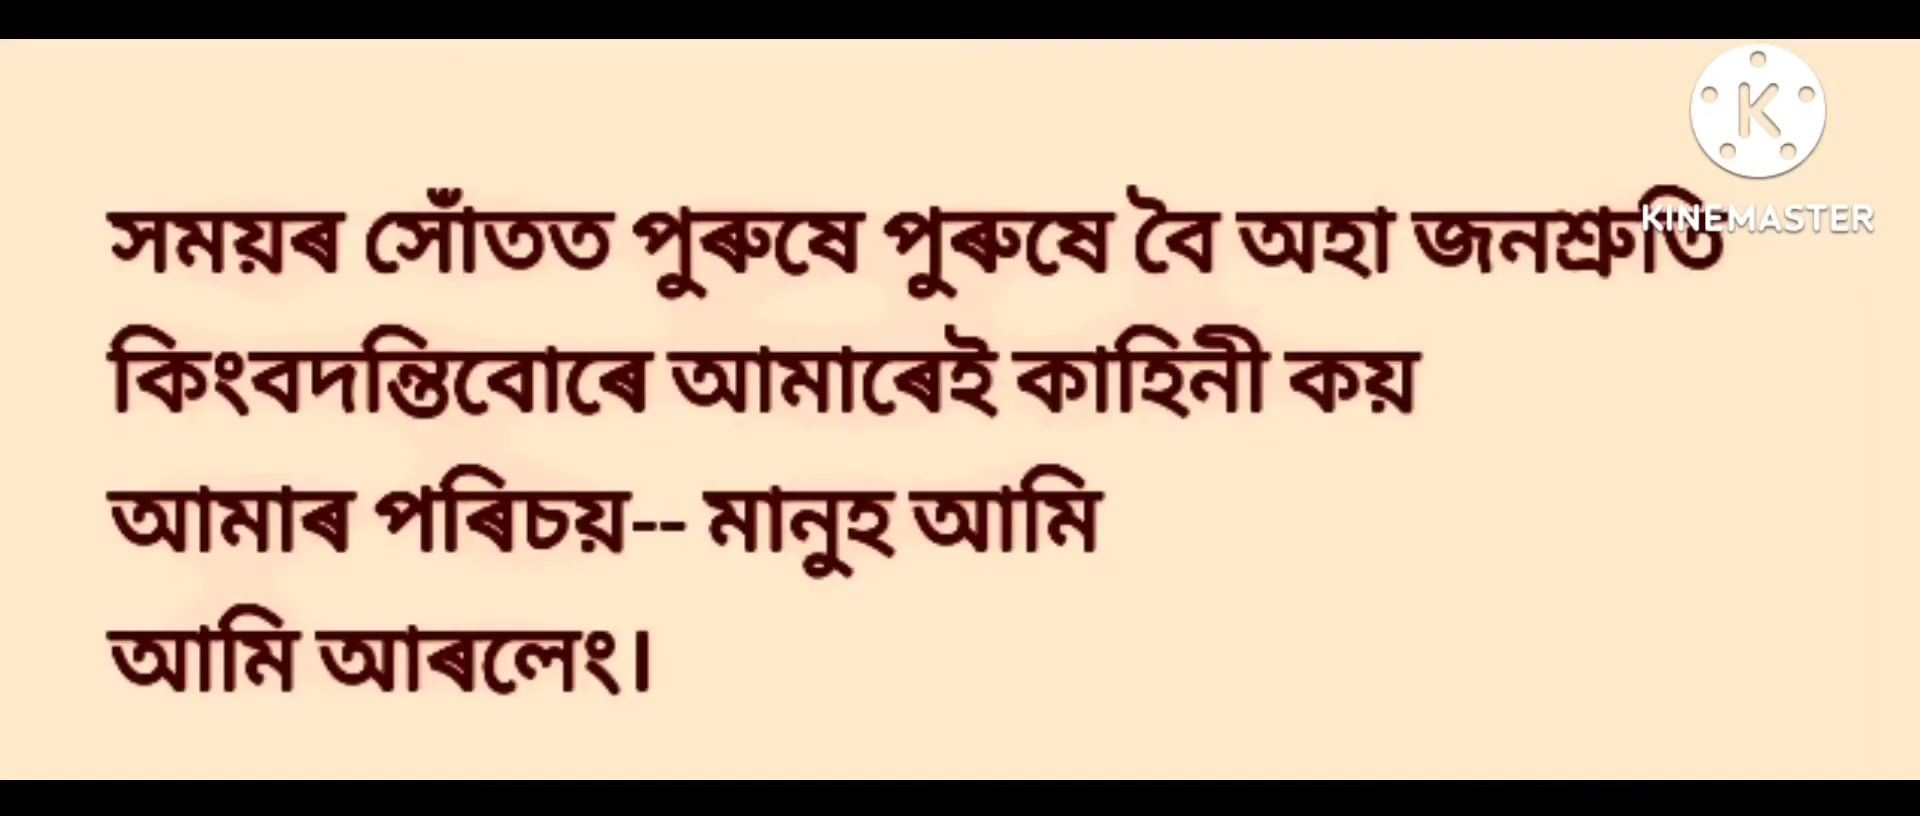 KINEMASTER
সময়ৰ সোঁতত পুৰুষে পুৰুষে বৈ অহা জনশ্ৰুতি
কিংবদন্তিবোৰে আমাৰেই কাহিনী কয়
আমাৰ পৰিচয়-- মানুহ আমি
আমি আৰলেং।